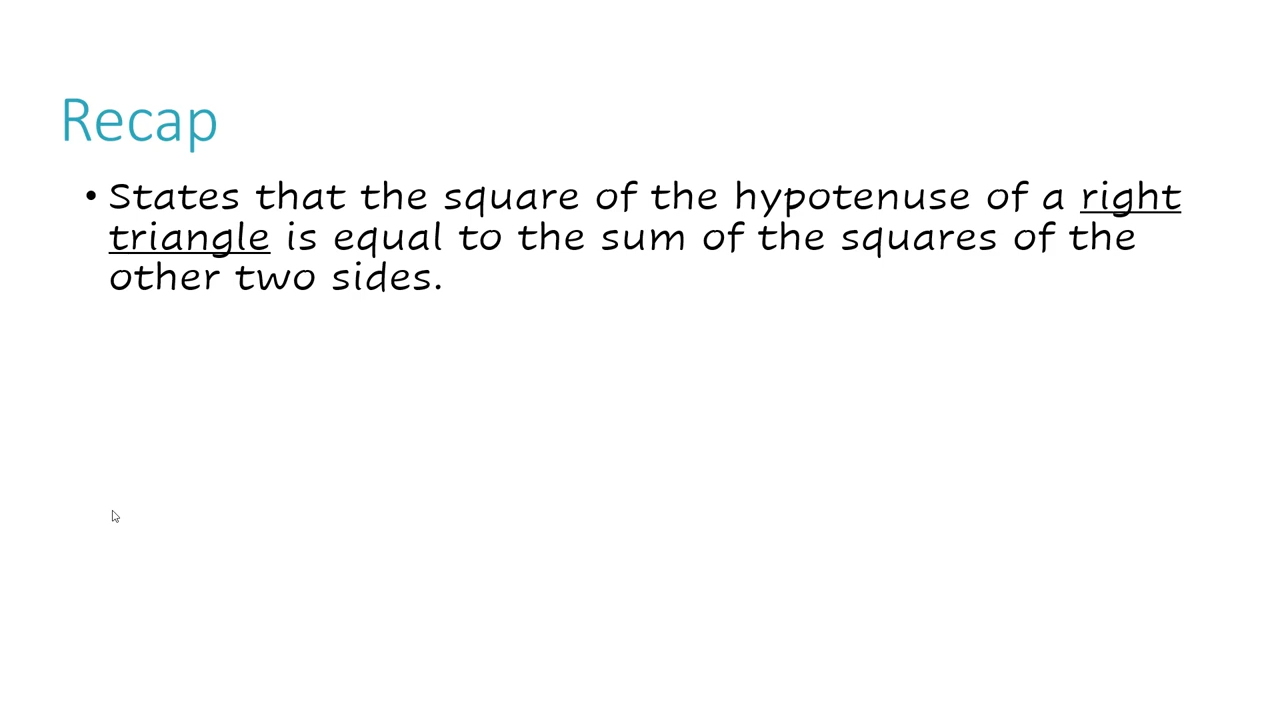 Recap
• States that the square of the hypotenuse of a right
triangle is equal to the sum of the squares of the
other two sides.